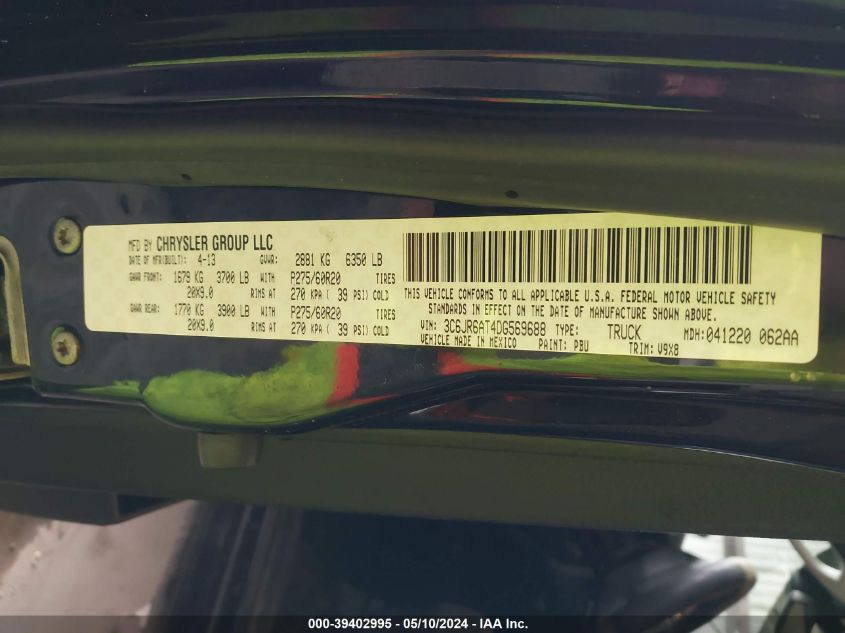 MFD BY CHRYSLER GROUP LLC
DATE OF MFR(BUILT): 4-13 GVWR: 2881 KG 6350 LB
GAWR FRONT: 1679 KG 3700 LB WITH P275/60R20 TIRES
20X9.0 RIMS AT 270 KPA ( 39 PSI) COLD
GAWR REAR: 1770 KG 3900 LB WITH P275/60R20 TIRES
20X9.0 RIMS AT 270 KPA ( 39 PSI) COLD
THIS VEHICLE CONFORMS TO ALL APPLICABLE U.S.A. FEDERAL MOTOR VEHICLE SAFETY
STANDARDS IN EFFECT ON THE DATE OF MANUFACTURE SHOWN ABOVE.
VIN: 3C6JR6AT4DG569688 TYPE: TRUCK MDH: 041220 062AA
VEHICLE MADE IN MEXICO PAINT: PBU TRIM: V9X8
000-39402995 - 05/10/2024 - IAA Inc.